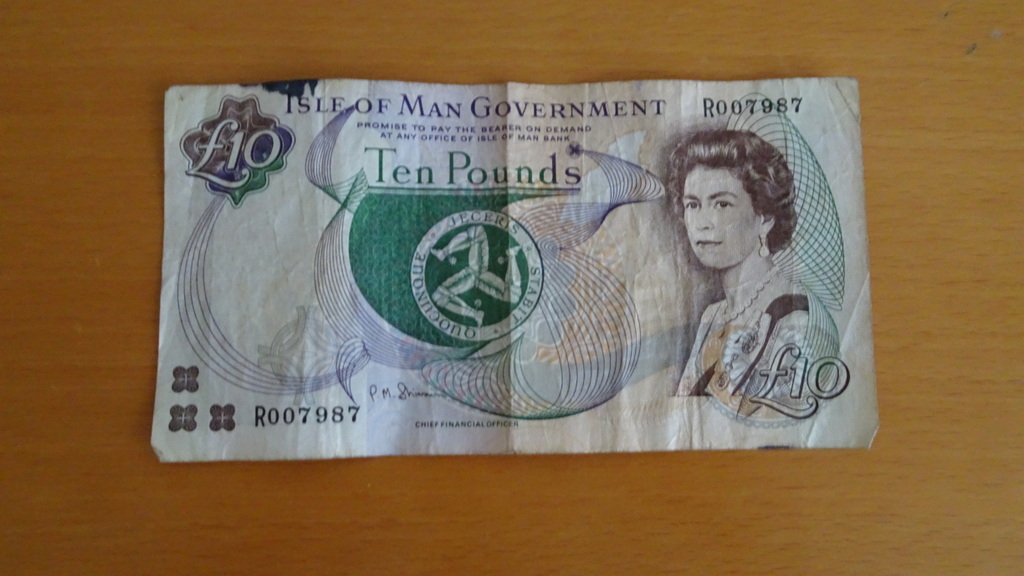 £10
ISLE OF MAN GOVERNMENT
R007987
PROMISE TO PAY THE BEARER ON DEMAND
AT ANY OFFICE OF ISLE OF MAN BANK
Ten Pounds
QUOCUNQUE · JECERIS · STABIT
R007987
P.M. Shim
CHIEF FINANCIAL OFFICER
£10